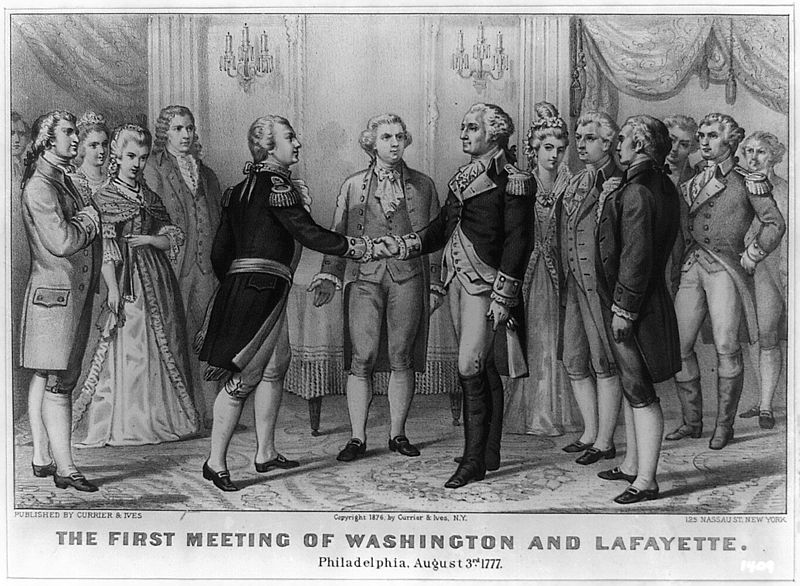 PUBLISHED BY CURRIER & IVES
Copyright 1876, by Currier & Ives, N.Y.
125 NASSAU ST. NEW YORK
THE FIRST MEETING OF WASHINGTON AND LAFAYETTE.
Philadelphia, August 3rd 1777.
1409